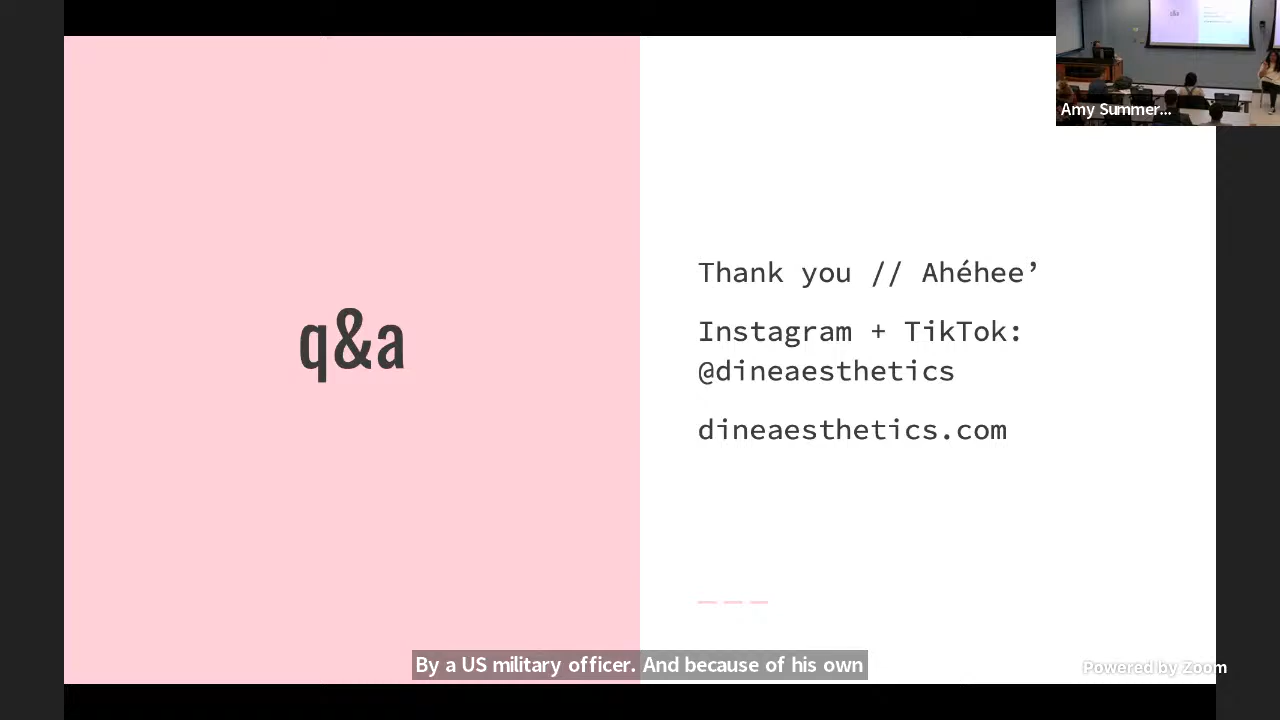 q&a
Thank you // Ahéhee’
Instagram + TikTok:
@dineaesthetics
dineaesthetics.com
Amy Summer...
By a US military officer. And because of his own
Powered by Zoom